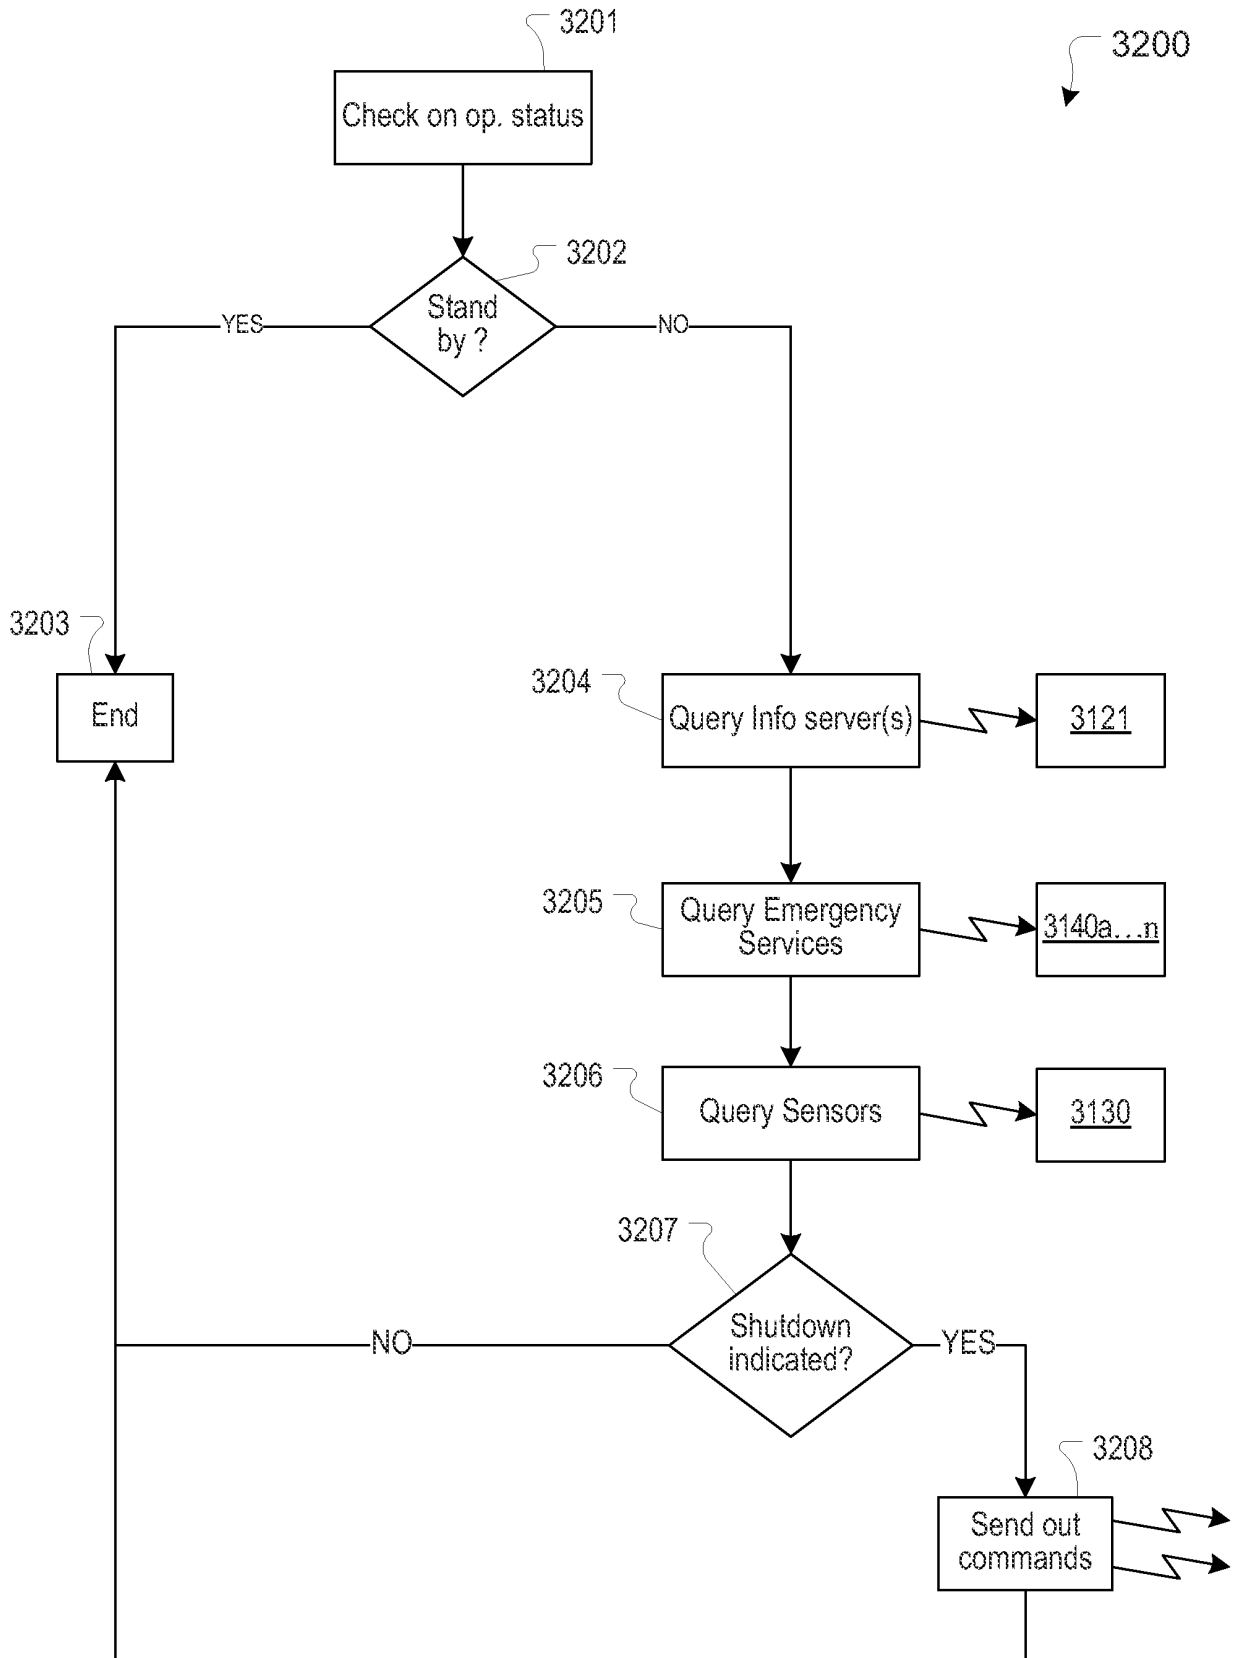 3201
3200
Check on op. status
3202
Stand
by ?
YES
NO
3203
End
3204
Query Info server(s)
3121
3205
Query Emergency
Services
3140a...n
3206
Query Sensors
3130
3207
Shutdown
indicated?
NO
YES
3208
Send out
commands